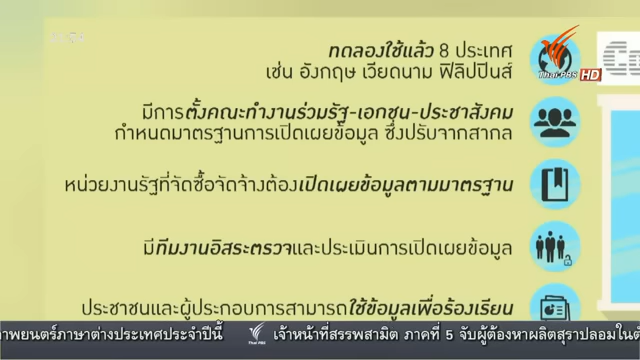 ทดลองใช้แล้ว 8 ประเทศ
เช่น อังกฤษ เวียดนาม ฟิลิปปินส์
Thai PBS HD
มีการตั้งคณะทำงานร่วมรัฐ-เอกชน-ประชาสังคม
กำหนดมาตรฐานการเปิดเผยข้อมูล ซึ่งปรับจากสากล
หน่วยงานรัฐที่จัดซื้อจัดจ้างต้องเปิดเผยข้อมูลตามมาตรฐาน
มีทีมงานอิสระตรวจและประเมินการเปิดเผยข้อมูล
ประชาชนและผู้ประกอบการสามารถใช้ข้อมูลเพื่อร้องเรียน
าพยนตร์ภาษาต่างประเทศประจำปีนี้ Thai PBS เจ้าหน้าที่สรรพสามิต ภาคที่ 5 จับผู้ต้องหาผลิตสุราปลอมใน